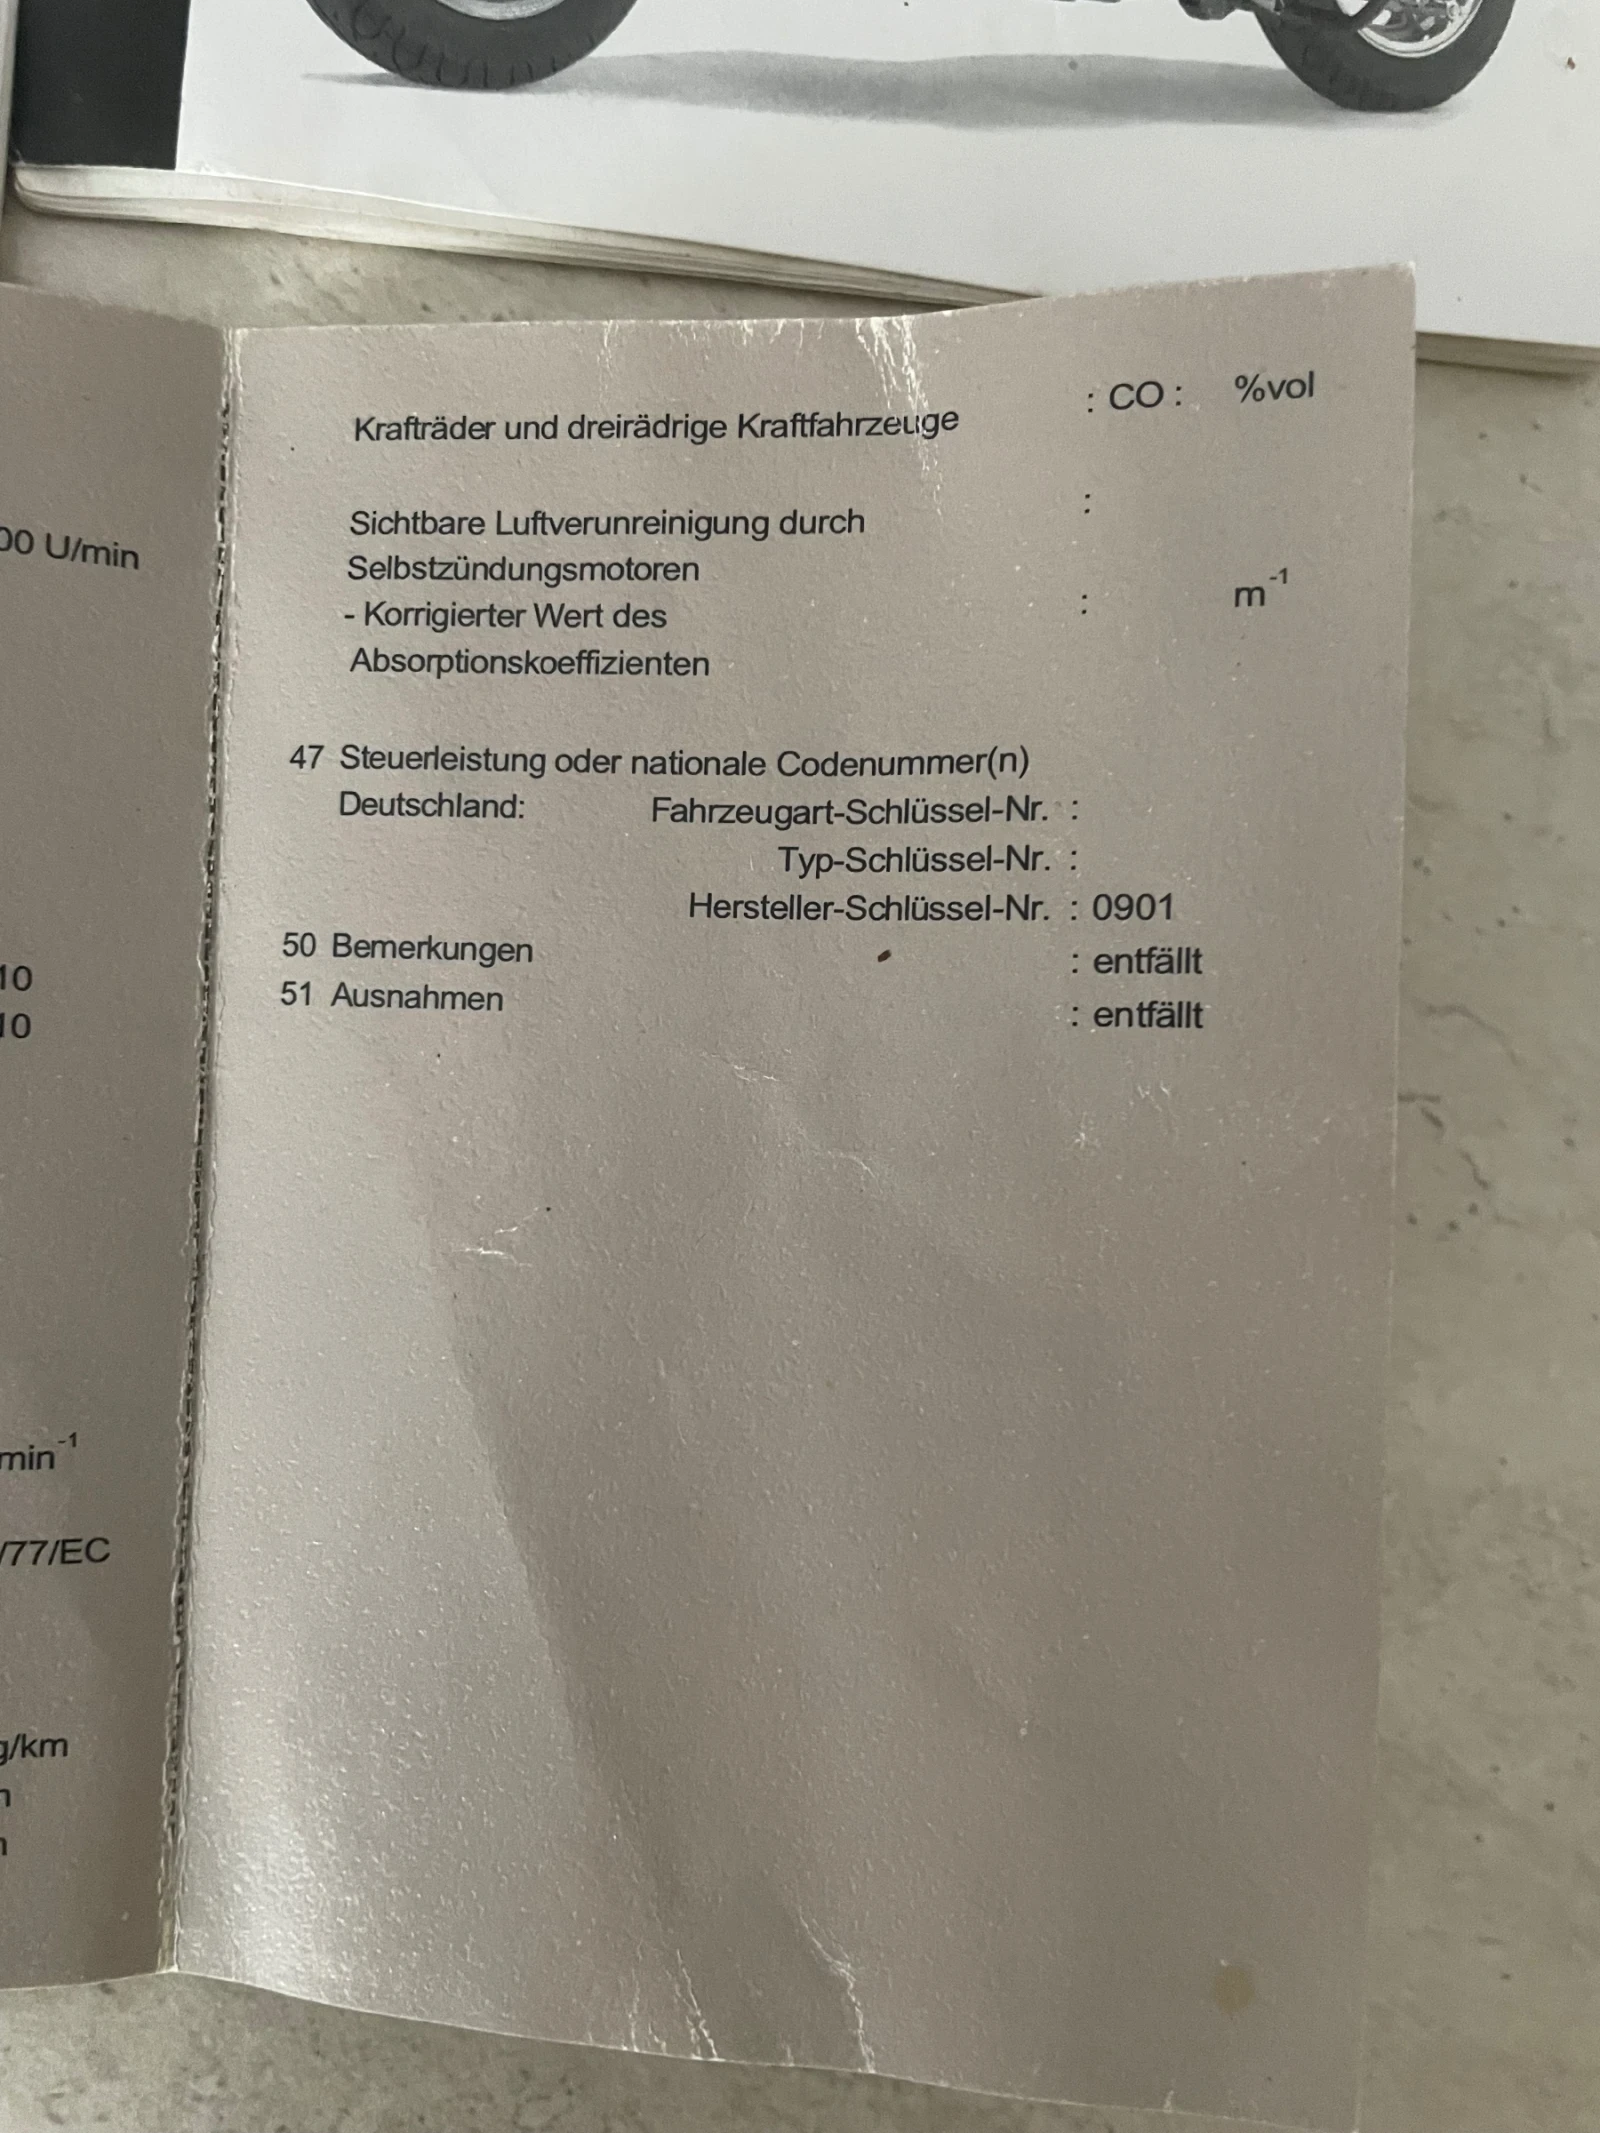 Krafträder und dreirädrige Kraftfahrzeuge : CO : %vol
Sichtbare Luftverunreinigung durch :
Selbstzündungsmotoren
- Korrigierter Wert des : m⁻¹
Absorptionskoeffizienten
47 Steuerleistung oder nationale Codenummer(n)
Deutschland: Fahrzeugart-Schlüssel-Nr. :
Typ-Schlüssel-Nr. :
Hersteller-Schlüssel-Nr. : 0901
50 Bemerkungen : entfällt
51 Ausnahmen : entfällt
00 U/min
10
10
min⁻¹
/77/EC
g/km